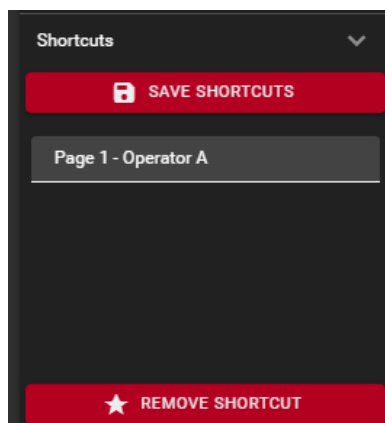 Shortcuts
SAVE SHORTCUTS
Page 1 - Operator A
REMOVE SHORTCUT